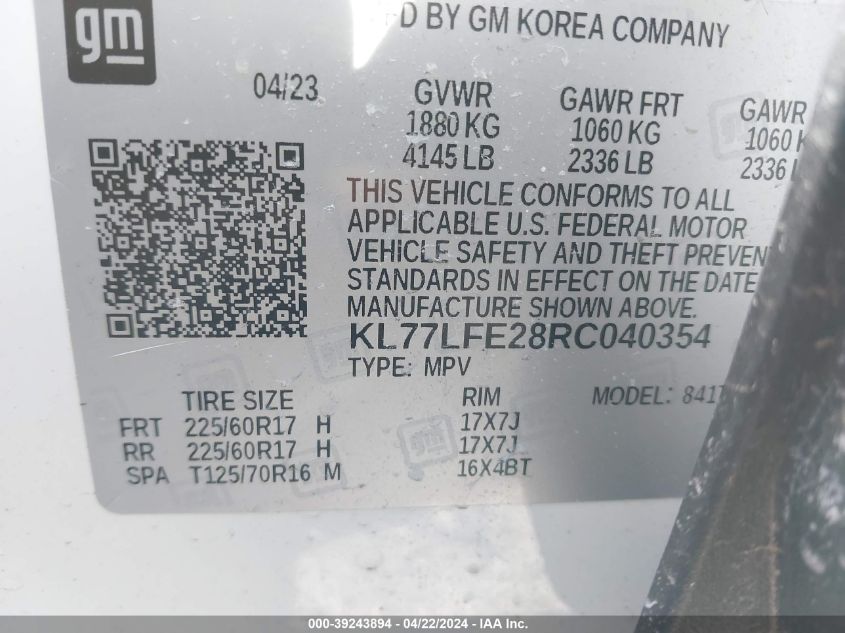 gm
D BY GM KOREA COMPANY
04/23
GVWR GAWR FRT GAWR
1880 KG 1060 KG 1060
4145 LB 2336 LB 2336
THIS VEHICLE CONFORMS TO ALL
APPLICABLE U.S. FEDERAL MOTOR
VEHICLE SAFETY AND THEFT PREVEN
STANDARDS IN EFFECT ON THE DATE
MANUFACTURE SHOWN ABOVE.
KL77LFE28RC040354
TYPE: MPV
TIRE SIZE RIM MODEL: 841
FRT 225/60R17 H 17X7J
RR 225/60R17 H 17X7J
SPA T125/70R16 M 16X4BT
000-39243894 - 04/22/2024 - IAA Inc.